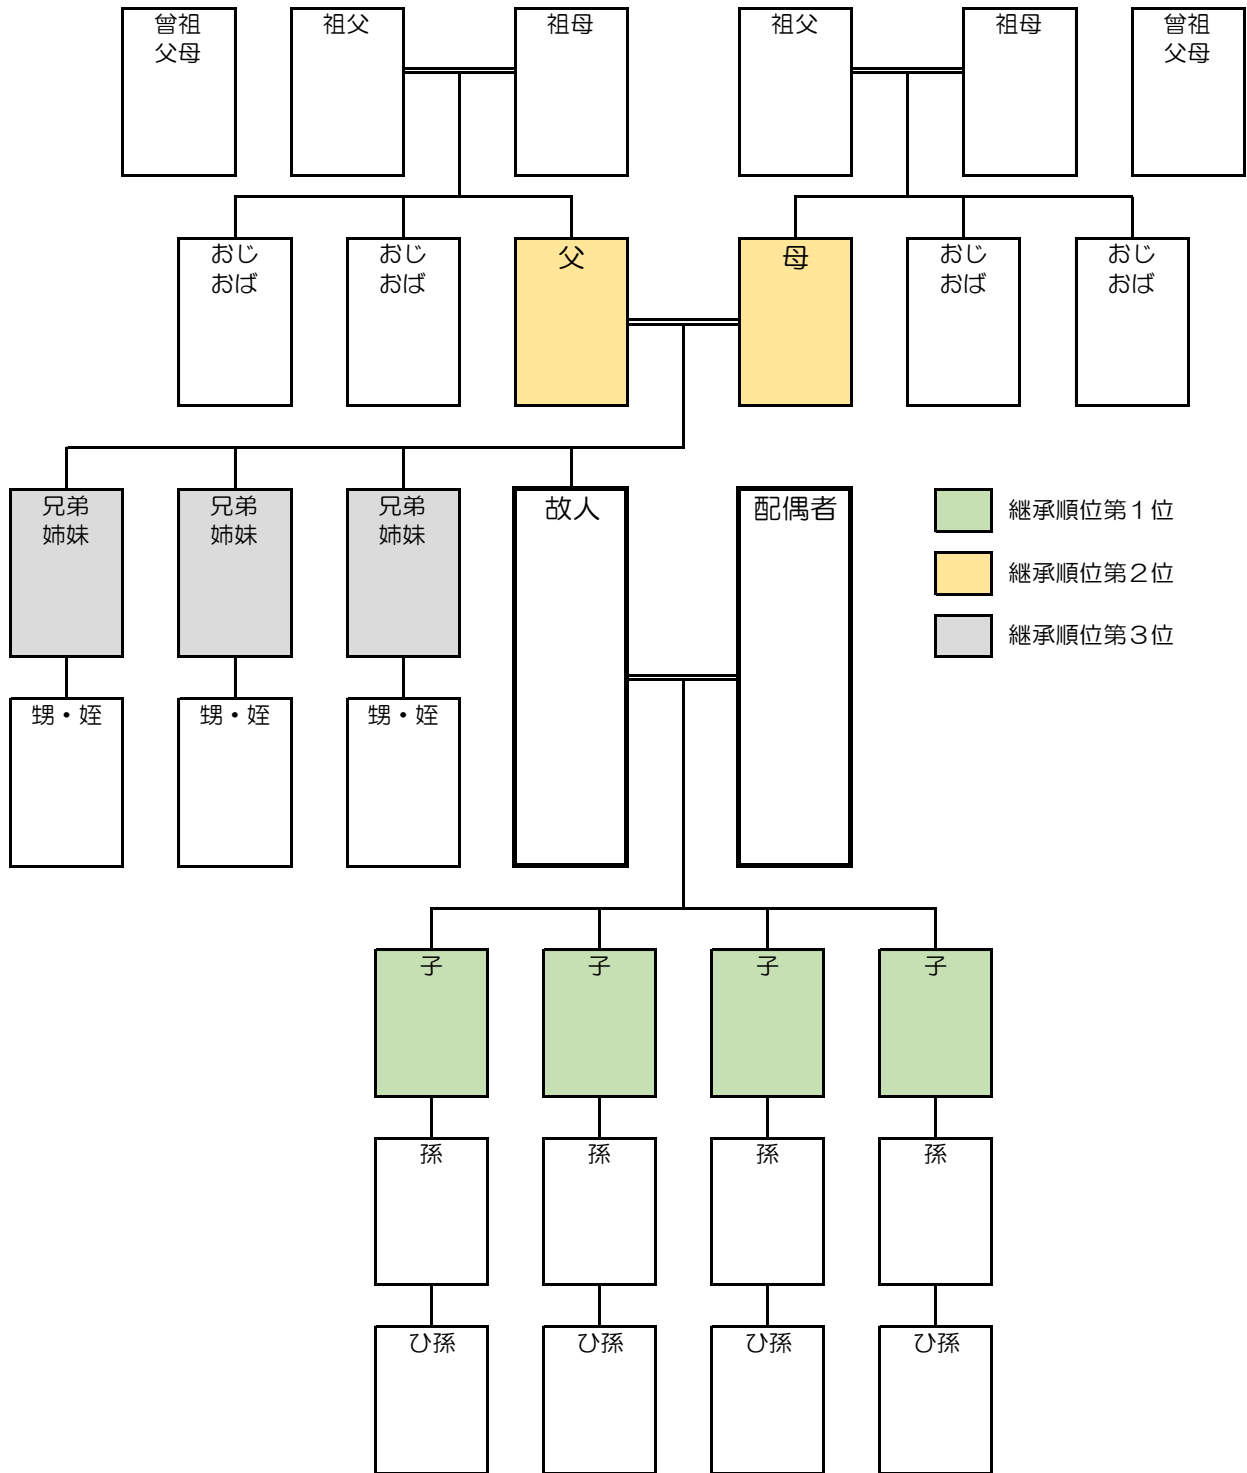 曾祖
父母
祖父
祖母
祖父
祖母
曾祖
父母
おじ
おば
おじ
おば
父
母
おじ
おば
おじ
おば
兄弟
姉妹
兄弟
姉妹
兄弟
姉妹
故人
配偶者
継承順位第１位
継承順位第２位
継承順位第３位
甥・姪
甥・姪
甥・姪
子
子
子
子
孫
孫
孫
孫
ひ孫
ひ孫
ひ孫
ひ孫